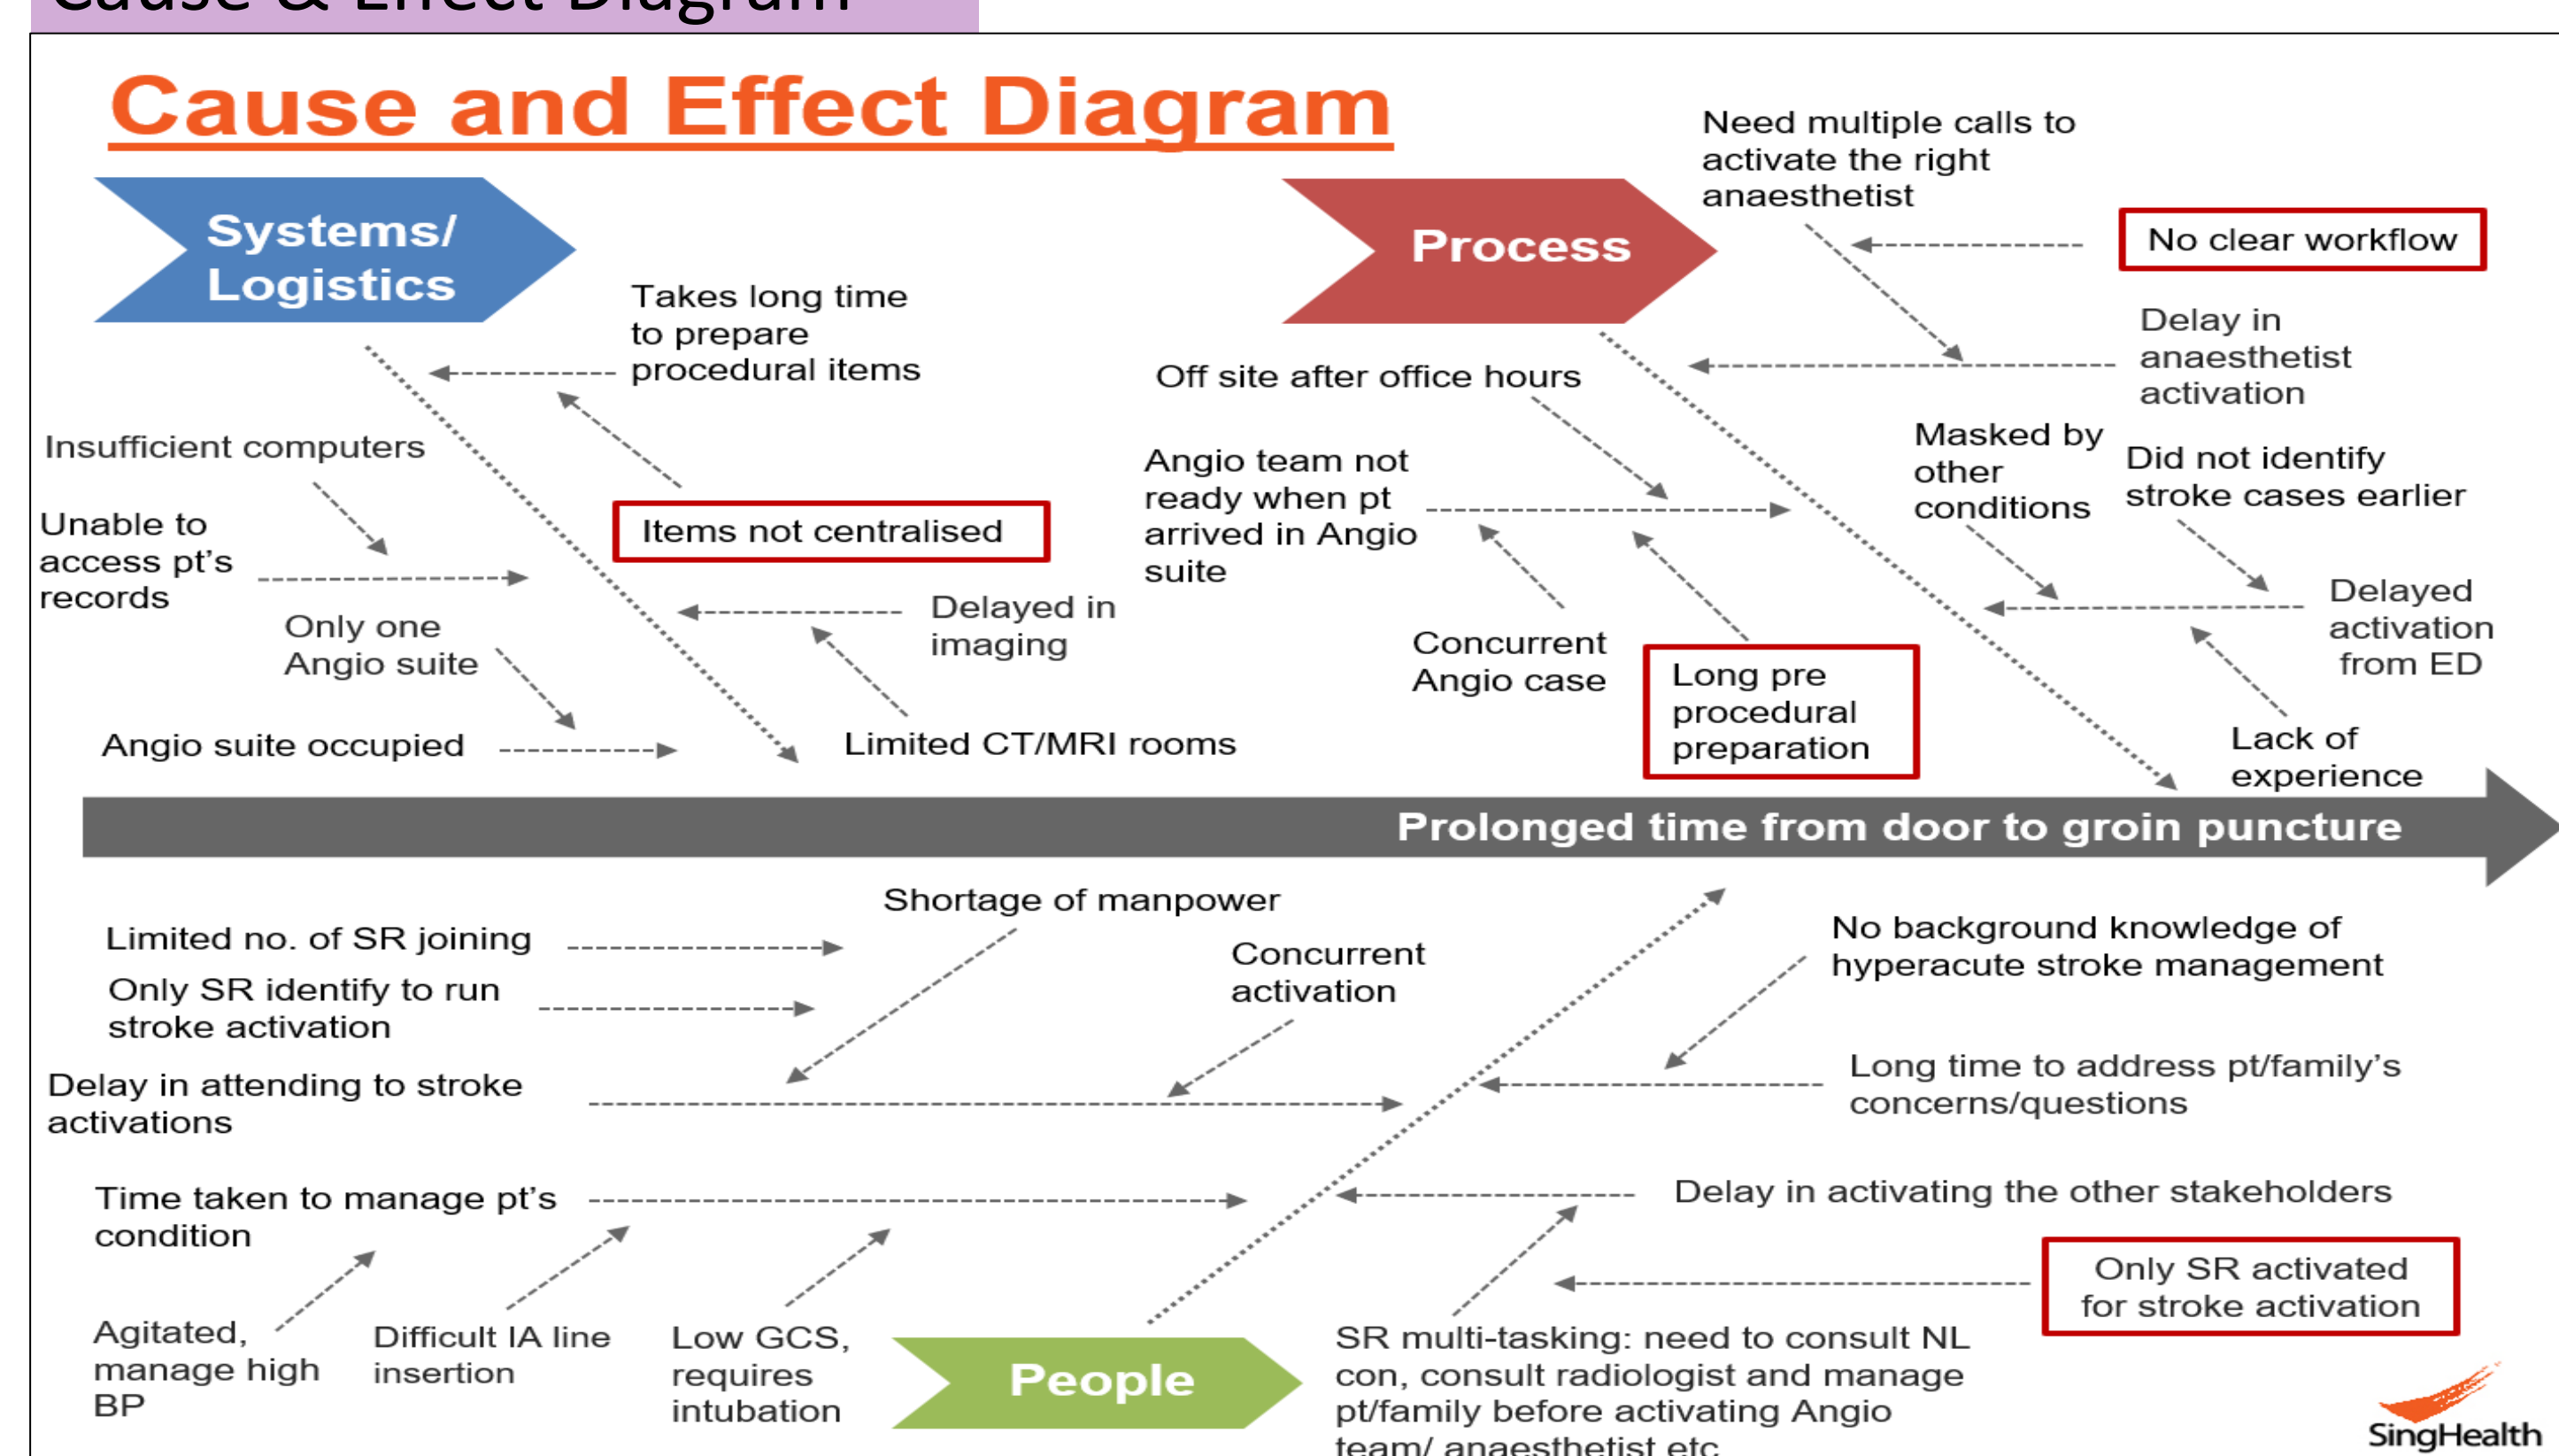 Cause & Effect Diagram
Cause and Effect Diagram
Systems/
Logistics
Takes long time
to prepare
procedural items
Insufficient computers
Unable to
access pt’s
records
Items not centralised
Only one
Angio suite
Delayed in
imaging
Angio suite occupied
Limited CT/MRI rooms
Process
Need multiple calls to
activate the right
anaesthetist
No clear workflow
Delay in
anaesthetist
activation
Off site after office hours
Angio team not
ready when pt
arrived in Angio
suite
Masked by
other
conditions
Did not identify
stroke cases earlier
Concurrent
Angio case
Long pre
procedural
preparation
Delayed
activation
from ED
Lack of
experience
Prolonged time from door to groin puncture
Shortage of manpower
Limited no. of SR joining
Only SR identify to run
stroke activation
Concurrent
activation
Delay in attending to stroke
activations
Time taken to manage pt’s
condition
Agitated,
manage high
BP
Difficult IA line
insertion
Low GCS,
requires
intubation
People
No background knowledge of
hyperacute stroke management
Long time to address pt/family’s
concerns/questions
Delay in activating the other stakeholders
Only SR activated
for stroke activation
SR multi-tasking: need to consult NL
con, consult radiologist and manage
pt/family before activating Angio
team/ anaesthetist etc
SingHealth